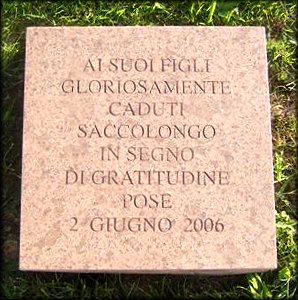 AI SUOI FIGLI
GLORIOSAMENTE
CADUTI
SACCOLONGO
IN SEGNO
DI GRATITUDINE
POSE
2 GIUGNO 2006